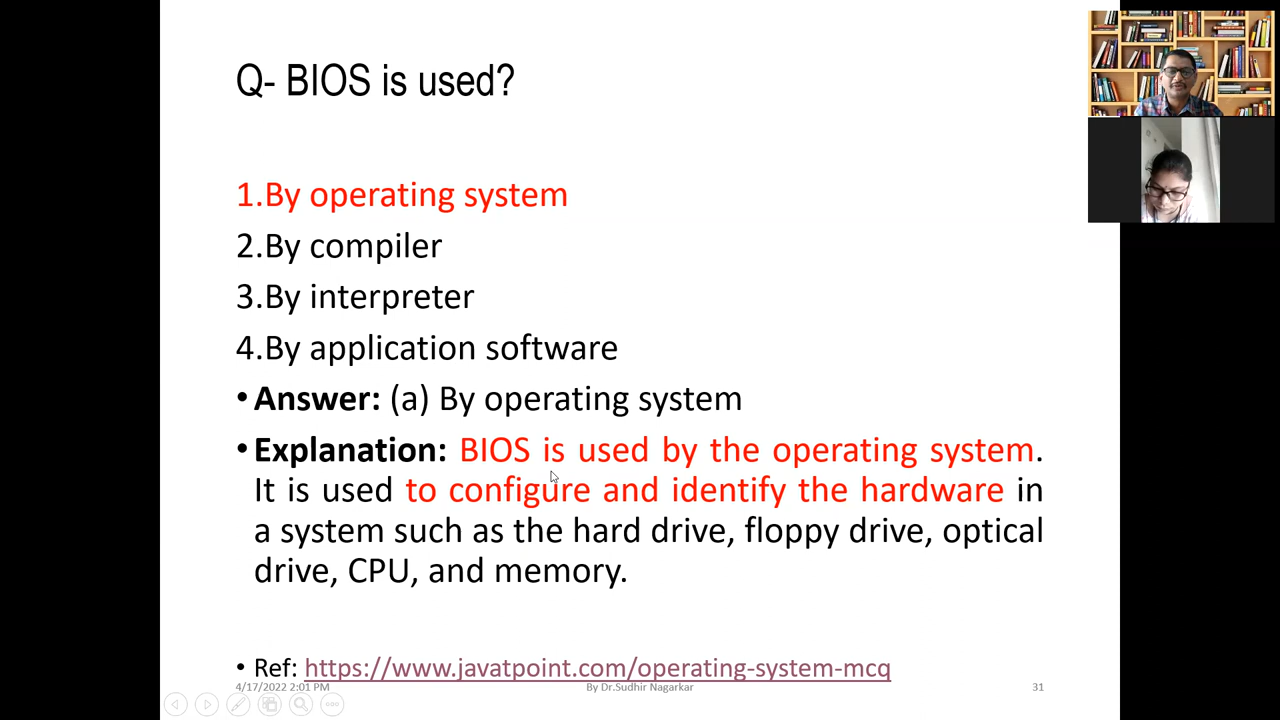 Q- BIOS is used?
1.By operating system
2.By compiler
3.By interpreter
4.By application software
• Answer: (a) By operating system
• Explanation: BIOS is used by the operating system.
It is used to configure and identify the hardware in
a system such as the hard drive, floppy drive, optical
drive, CPU, and memory.
• Ref: https://www.javatpoint.com/operating-system-mcq
4/17/2022 2:01 PM
By Dr.Sudhir Nagarkar
31